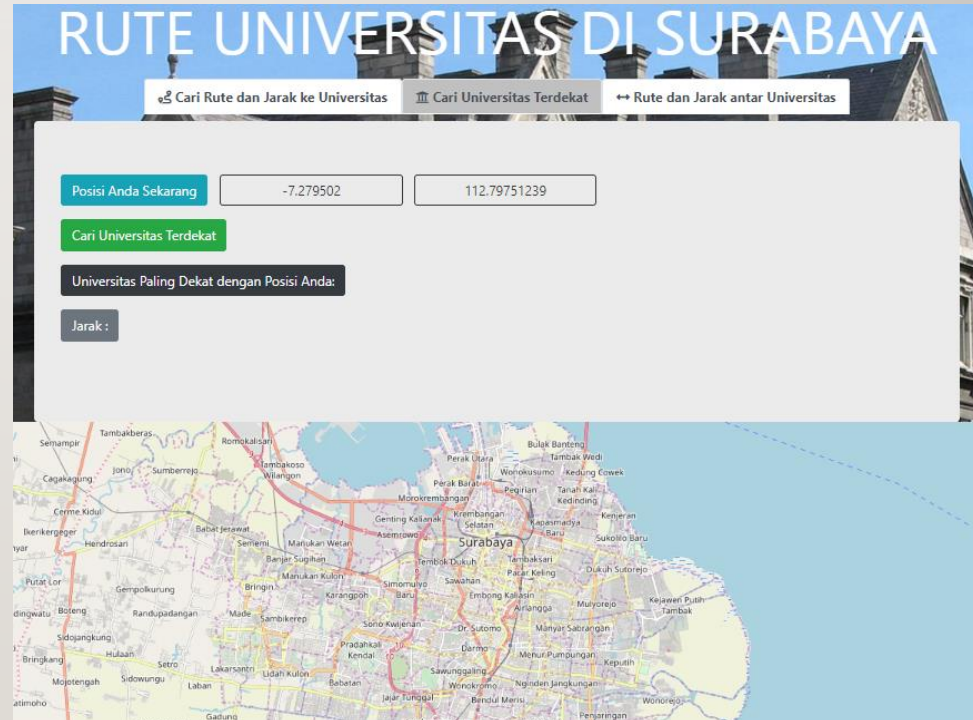 RUTE UNIVERSITAS DI SURABAYA
Cari Rute dan Jarak ke Universitas
Cari Universitas Terdekat
Rute dan Jarak antar Universitas
Posisi Anda Sekarang
-7.279502
112.79751239
Cari Universitas Terdekat
Universitas Paling Dekat dengan Posisi Anda:
Jarak :
Tambakberas
Semampir
Romokalisari
Bulak Banteng
Perak Utara
Tambak Wedi
Jono
Sumberrejo
Tambakoso
Wilangon
Wonokusumo
Kedung Cowek
Cagakagung
Perak Barat
Pegirian
Tanah Kali
Kedinding
Morokrembangan
Cerme Kidul
Genting Kalianak
Krembangan
Selatan
Kapasmadya
Baru
Kenjeran
Babat Jerawat
Asemrowo
Sukolilo Baru
Hendrosari
Sememi
Manukan Wetan
Surabaya
Banjar Sugihan
Tembok Dukuh
Tambaksari
Manukan Kulon
Pacar Keling
Dukuh Sutorejo
Putat Lor
Gempolkurung
Bringin
Karangpoh
Simomulyo
Baru
Sawahan
Embong Kaliasin
Airlangga
Mulyorejo
Kejawen Putih
Tambak
Boteng
Randupadangan
Made
Sambikerep
Sono Kwijenan
Dr. Sutomo
Manyar Sabrangan
Sidojangkung
Pradahkali
Kendal
Darmo
Menur Pumpungan
Bringkang
Hulaan
Setro
Lakarsantri
Lidah Kulon
Sawunggaling
Keputih
Mojotengah
Sidowungu
Laban
Babatan
Wonokromo
Nginden Jangkungan
Jajar Tunggal
Bendul Merisi
Wonorejo
Gadung
Penjaringan